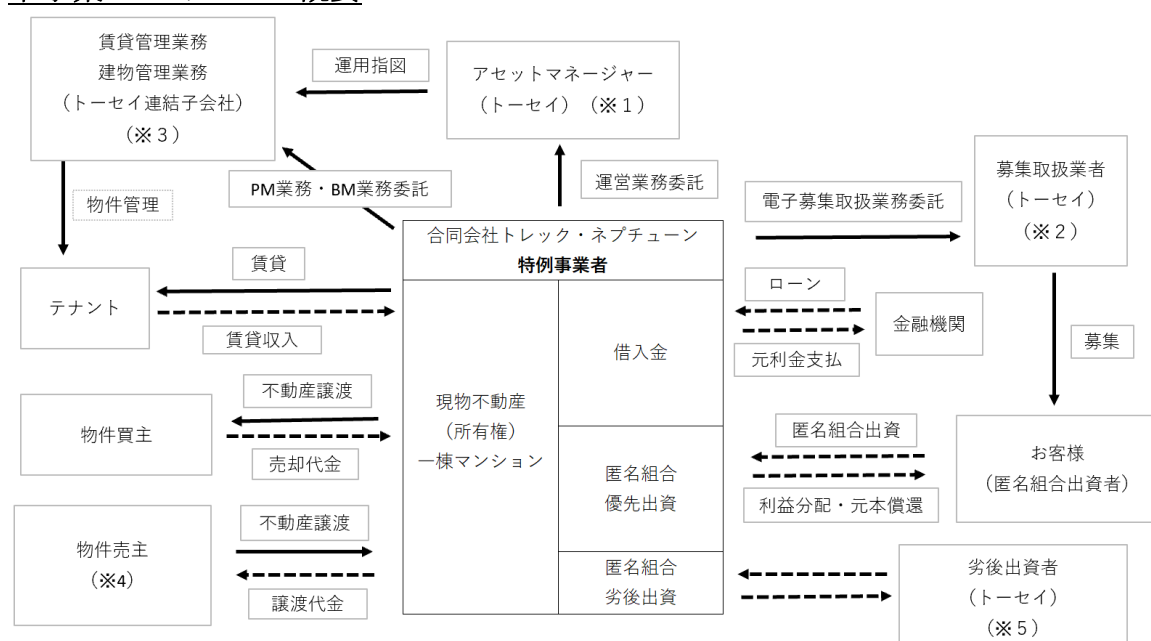 賃貸管理業務
建物管理業務
（トーセイ連結子会社）
（※３）
運用指図
アセットマネージャー
（トーセイ）（※１）
PM業務・BM業務委託
運営業務委託
電子募集取扱業務委託
募集取扱業者
（トーセイ）
（※２）
物件管理
合同会社トレック・ネプチューン
特例事業者
賃貸
テナント
賃貸収入
ローン
金融機関
元利金支払
募集
借入金
現物不動産
（所有権）
一棟マンション
不動産譲渡
物件買主
売却代金
匿名組合出資
お客様
（匿名組合出資者）
利益分配・元本償還
匿名組合
優先出資
不動産譲渡
物件売主
（※4）
譲渡代金
匿名組合
劣後出資
劣後出資者
（トーセイ）
（※５）